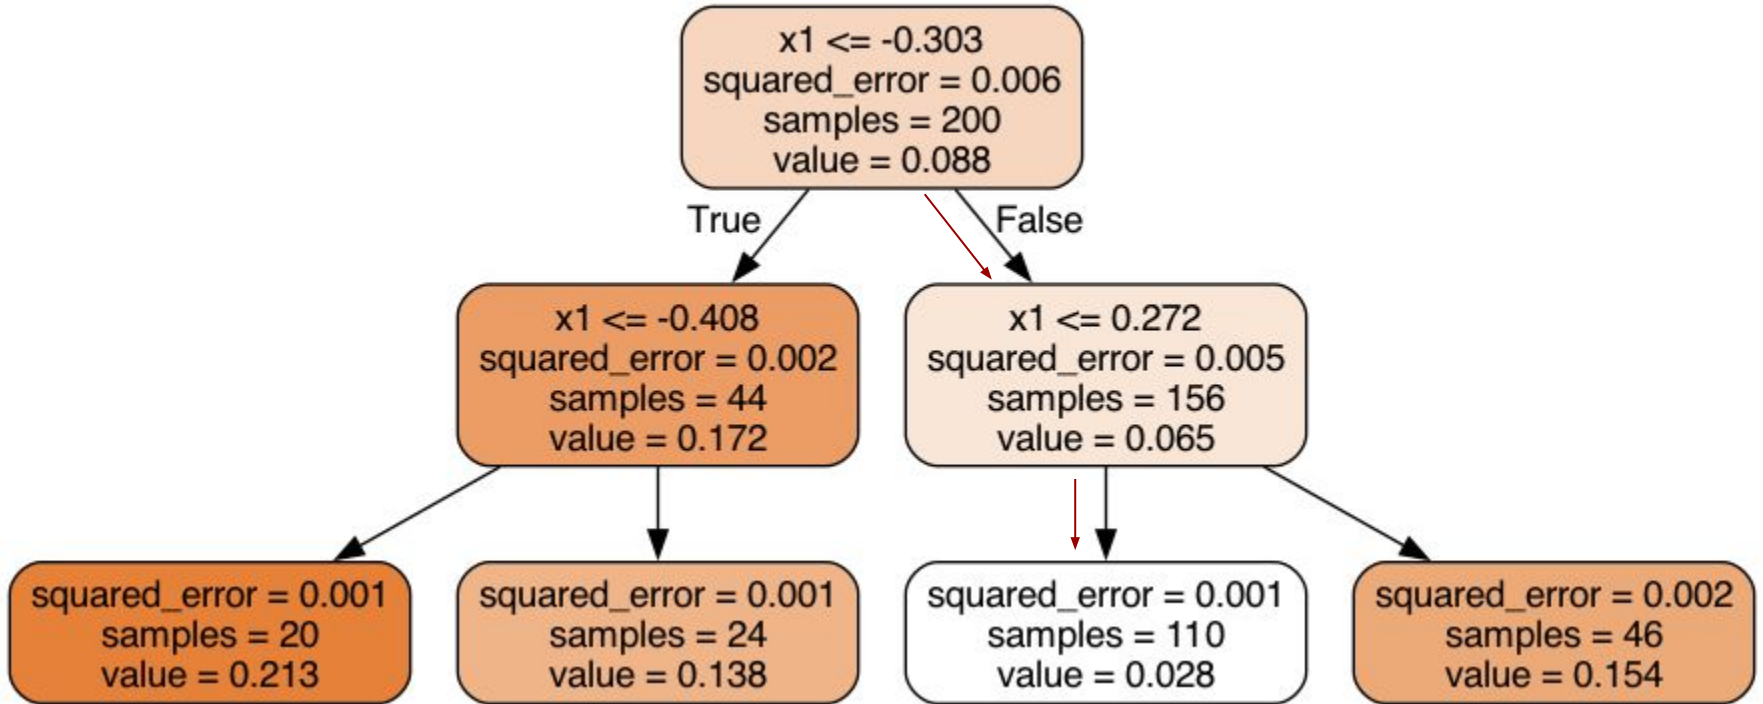 x1 <= -0.303
squared_error = 0.006
samples = 200
value = 0.088
True
False
x1 <= -0.408
squared_error = 0.002
samples = 44
value = 0.172
x1 <= 0.272
squared_error = 0.005
samples = 156
value = 0.065
squared_error = 0.001
samples = 20
value = 0.213
squared_error = 0.001
samples = 24
value = 0.138
squared_error = 0.001
samples = 110
value = 0.028
squared_error = 0.002
samples = 46
value = 0.154